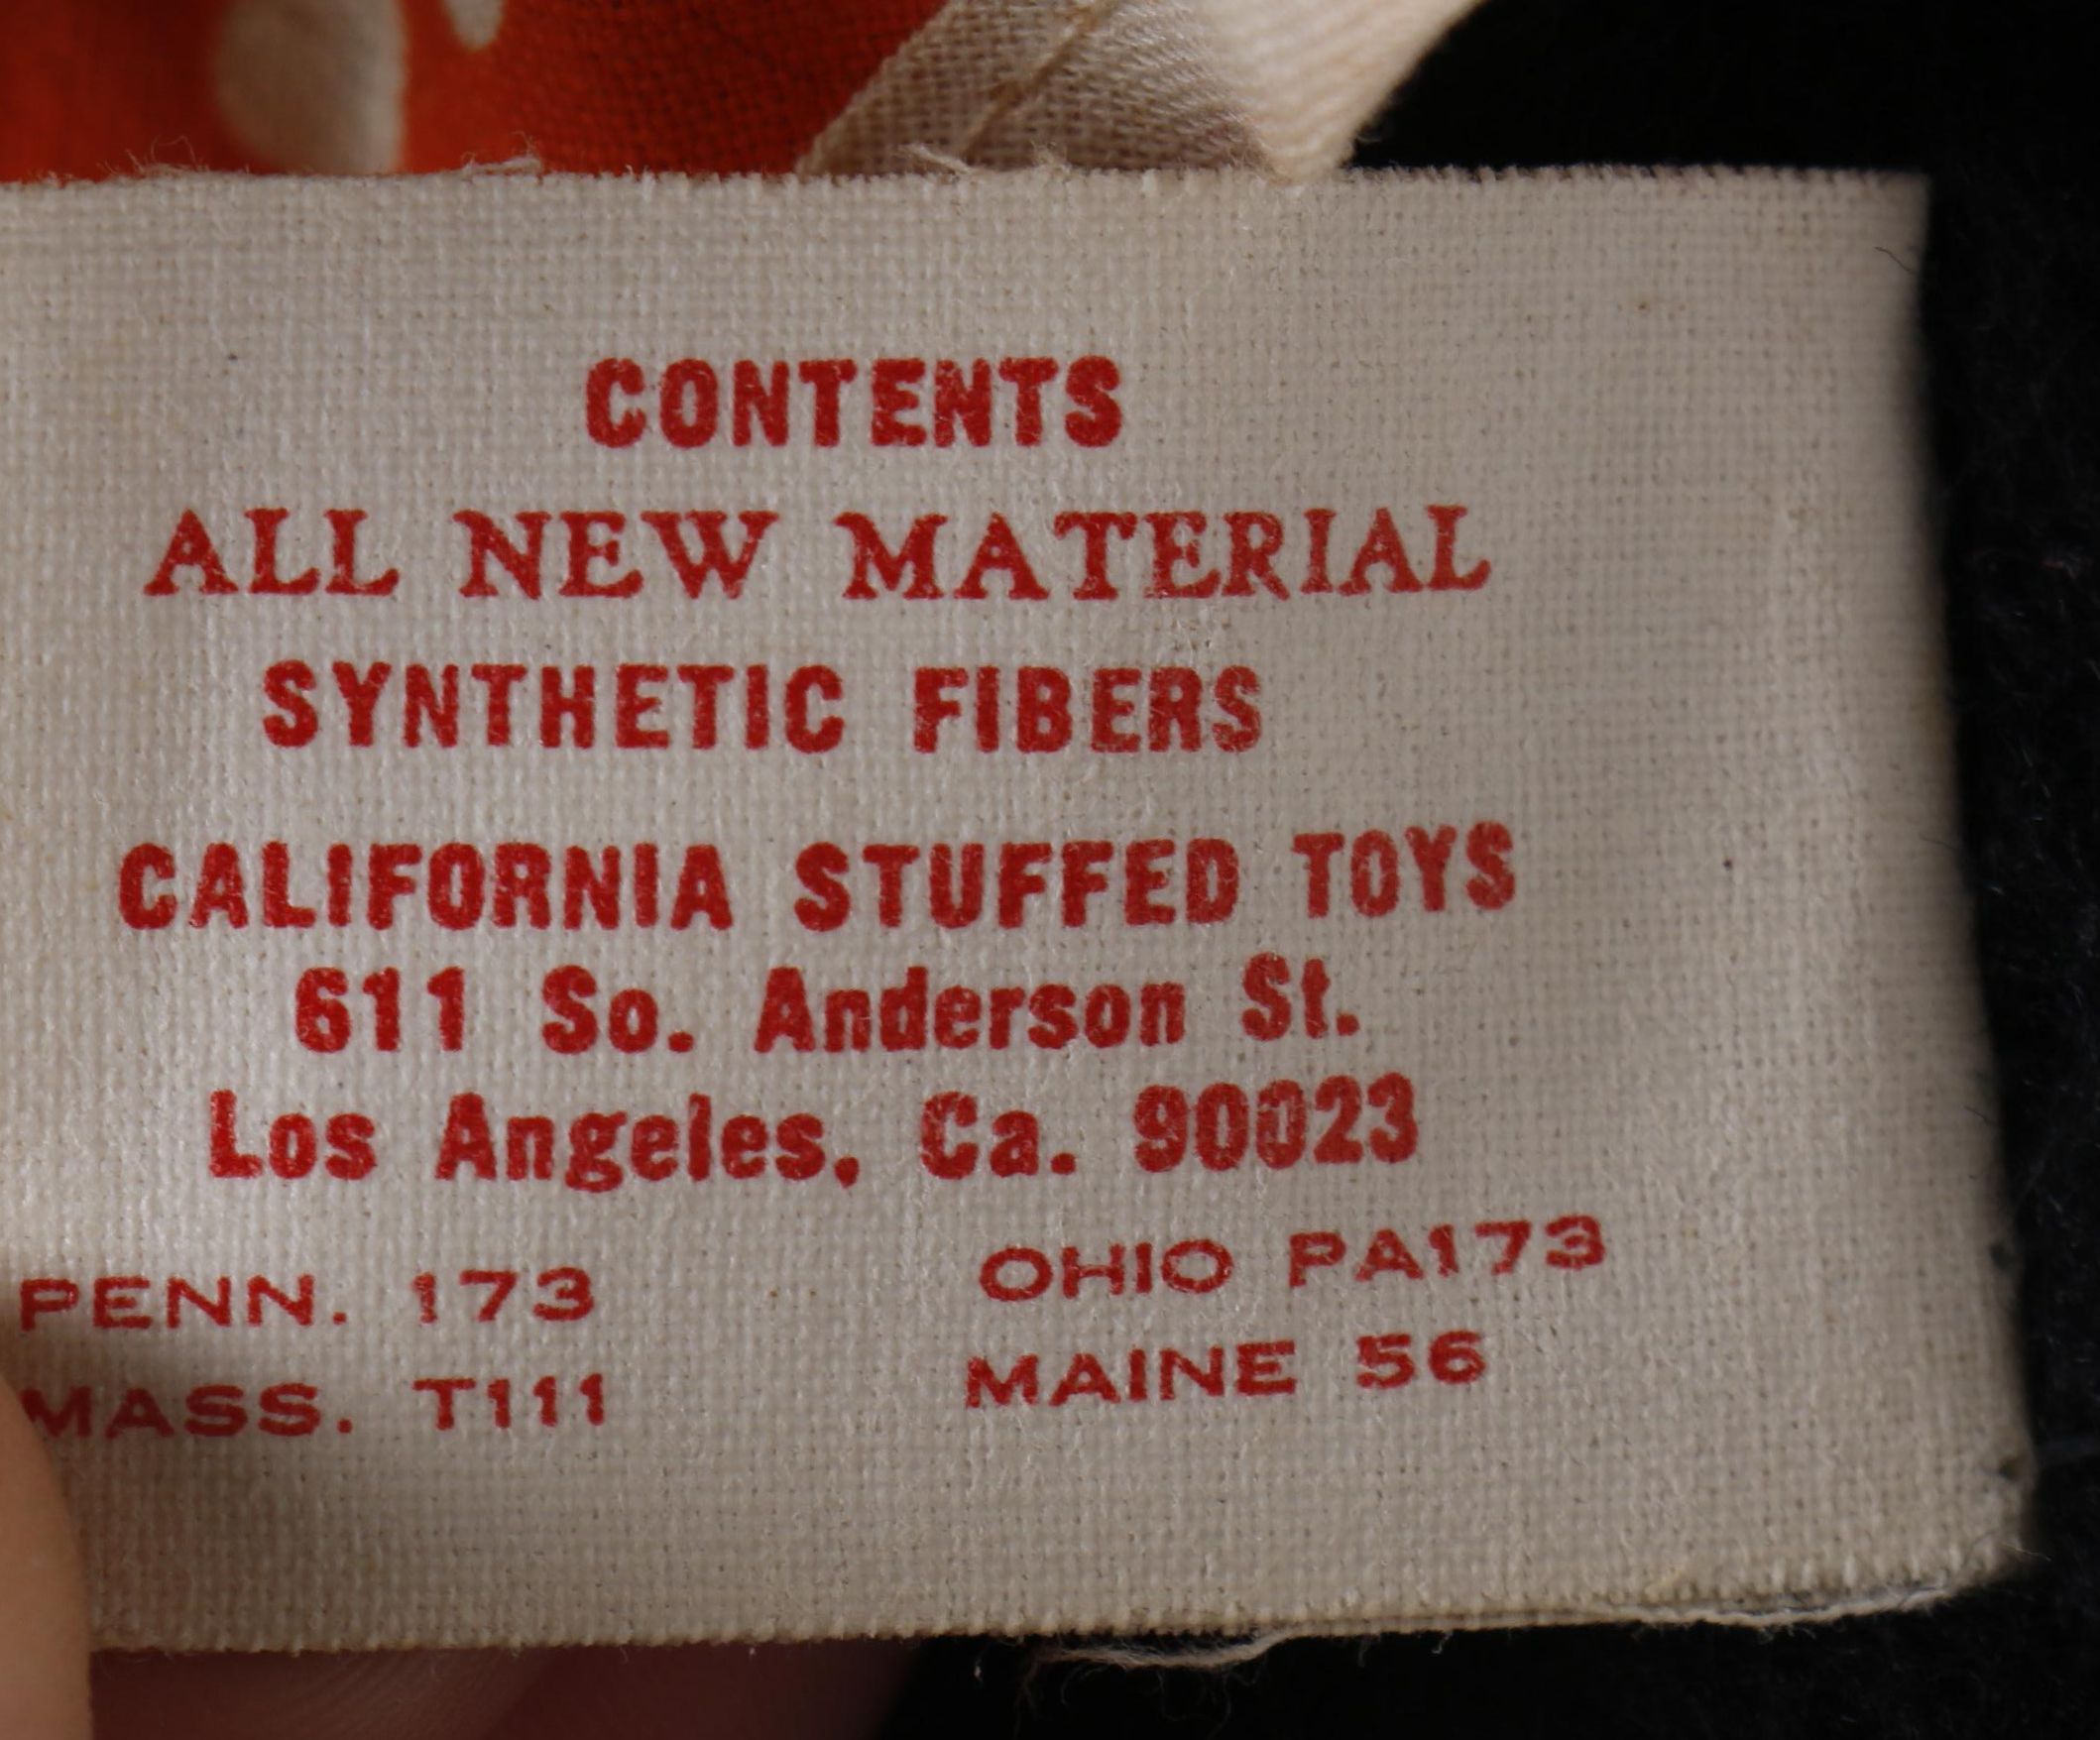 CONTENTS
ALL NEW MATERIAL
SYNTHETIC FIBERS
CALIFORNIA STUFFED TOYS
611 So. Anderson St.
Los Angeles, Ca. 90023
PENN. 173 OHIO PA173
MASS. T111 MAINE 56